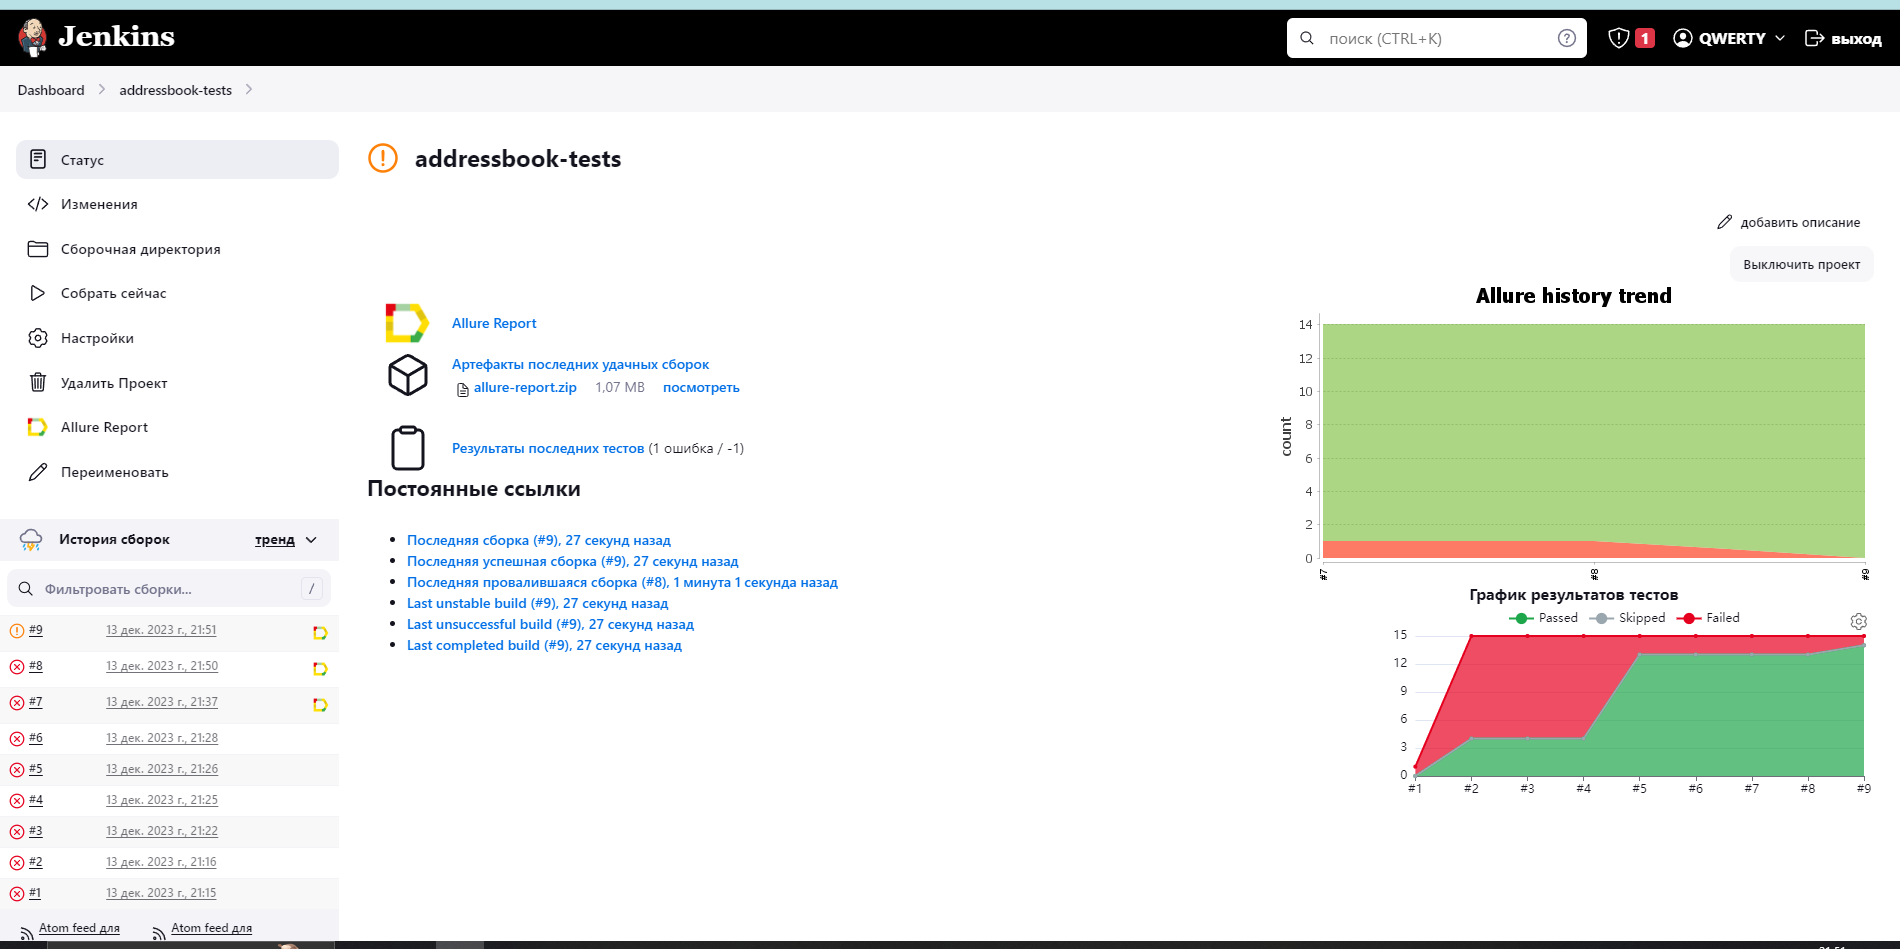 Jenkins
поиск (CTRL+K)
1
QWERTY
выход
Dashboard
addressbook-tests
Статус
Изменения
Сборочная директория
Собрать сейчас
Настройки
Удалить Проект
Allure Report
Переименовать
История сборок
тренд
Фильтровать сборки...
/
#9 13 дек. 2023 г., 21:51
#8 13 дек. 2023 г., 21:50
#7 13 дек. 2023 г., 21:37
#6 13 дек. 2023 г., 21:28
#5 13 дек. 2023 г., 21:26
#4 13 дек. 2023 г., 21:25
#3 13 дек. 2023 г., 21:22
#2 13 дек. 2023 г., 21:16
#1 13 дек. 2023 г., 21:15
Atom feed для
Atom feed для
addressbook-tests
добавить описание
Выключить проект
Allure Report
Артефакты последних удачных сборок
allure-report.zip 1,07 MB посмотреть
Результаты последних тестов (1 ошибка / -1)
Постоянные ссылки
Последняя сборка (#9), 27 секунд назад
Последняя успешная сборка (#9), 27 секунд назад
Последняя провалившаяся сборка (#8), 1 минута 1 секунда назад
Last unstable build (#9), 27 секунд назад
Last unsuccessful build (#9), 27 секунд назад
Last completed build (#9), 27 секунд назад
Allure history trend
count
14
12
10
8
6
4
2
0
#7 #8 #9
График результатов тестов
Passed Skipped Failed
15
12
9
6
3
0
#1 #2 #3 #4 #5 #6 #7 #8 #9